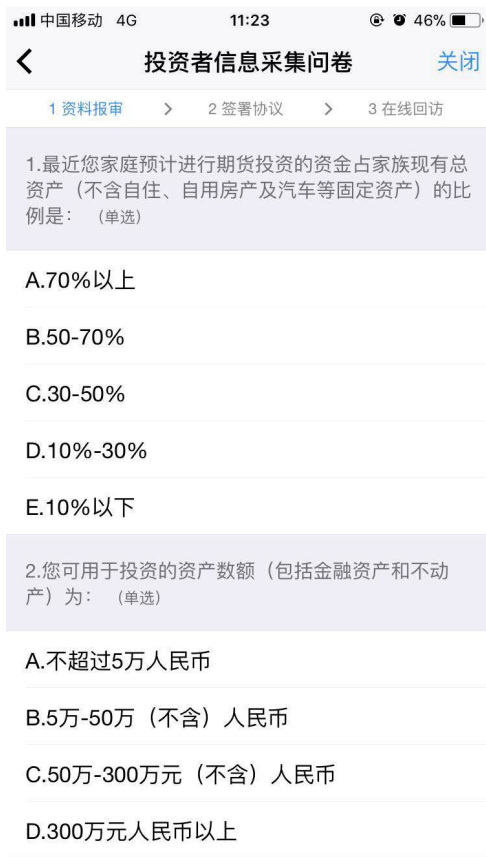 中国移动 4G 11:23 46%
投资者信息采集问卷 关闭
1 资料报审 > 2 签署协议 > 3 在线回访
1.最近您家庭预计进行期货投资的资金占家族现有总
资产（不含自住、自用房产及汽车等固定资产）的比
例是： （单选）
A.70%以上
B.50-70%
C.30-50%
D.10%-30%
E.10%以下
2.您可用于投资的资产数额（包括金融资产和不动
产）为： （单选）
A.不超过5万人民币
B.5万-50万（不含）人民币
C.50万-300万元（不含）人民币
D.300万元人民币以上